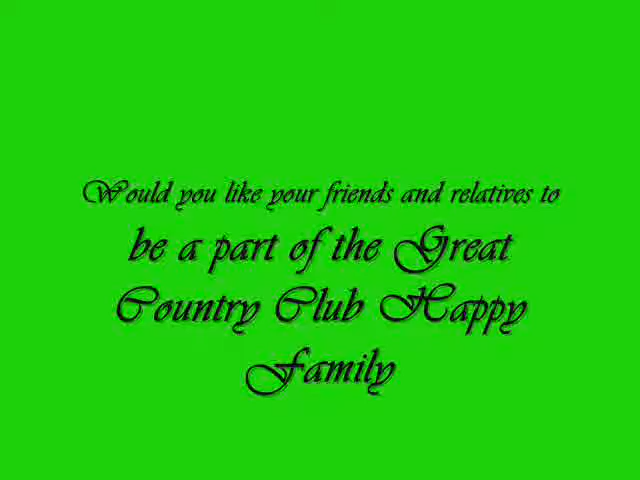 Would you like your friends and relatives to
be a part of the Great
Country Club Happy
Family